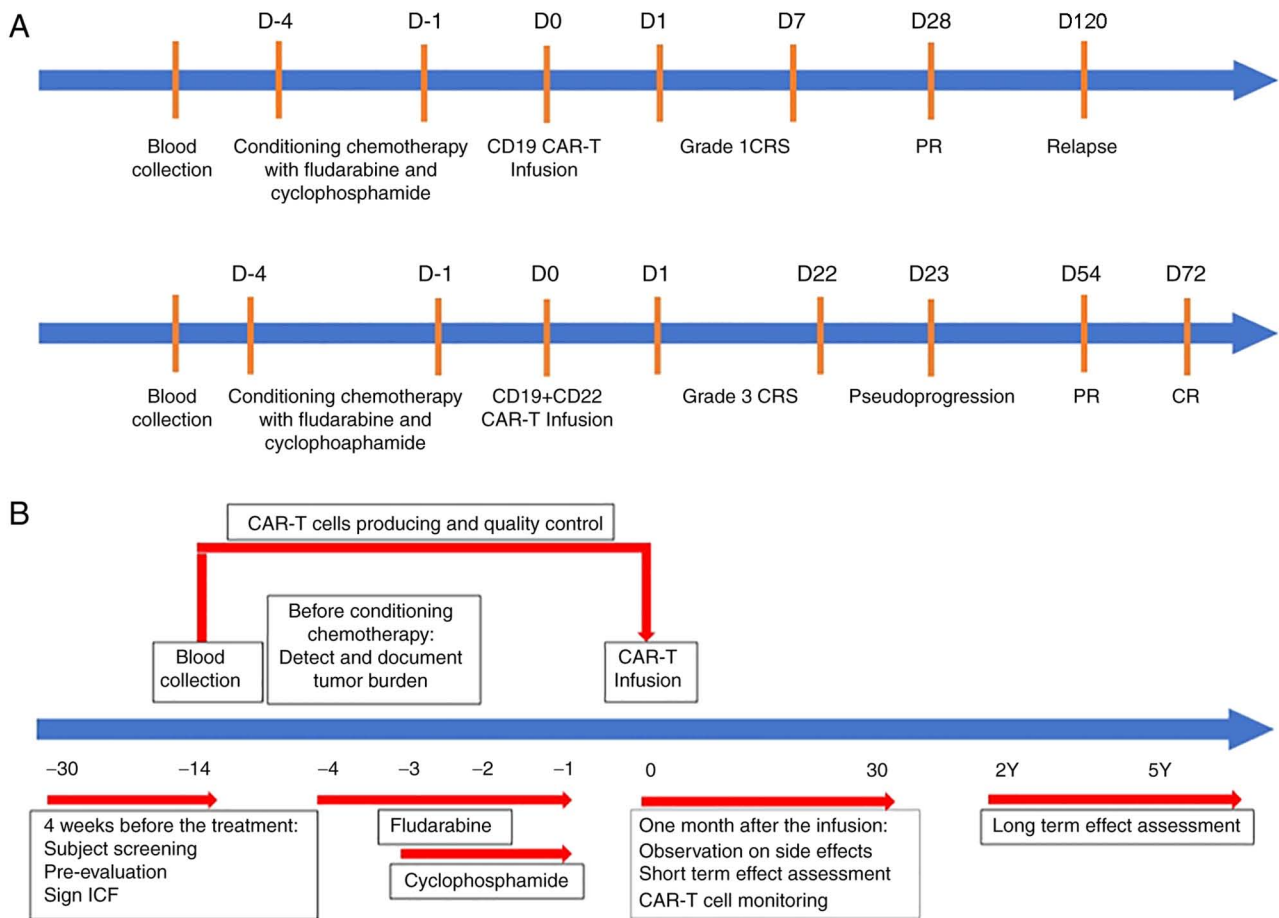 A
D-4 D-1 D0 D1 D7 D28 D120
Blood collection
Conditioning chemotherapy
with fludarabine and
cyclophosphamide
CD19 CAR-T
Infusion
Grade 1CRS
PR
Relapse
D-4 D-1 D0 D1 D22 D23 D54 D72
Blood
collection
Conditioning chemotherapy
with fludarabine and
cyclophoaphamide
CD19+CD22
CAR-T Infusion
Grade 3 CRS
Pseudoprogression
PR
CR
B
CAR-T cells producing and quality control
Blood
collection
Before conditioning
chemotherapy:
Detect and document
tumor burden
CAR-T
Infusion
−30 −14 −4 −3 −2 −1 0 30 2Y 5Y
4 weeks before the treatment:
Subject screening
Pre-evaluation
Sign ICF
Fludarabine
Cyclophosphamide
One month after the infusion:
Observation on side effects
Short term effect assessment
CAR-T cell monitoring
Long term effect assessment